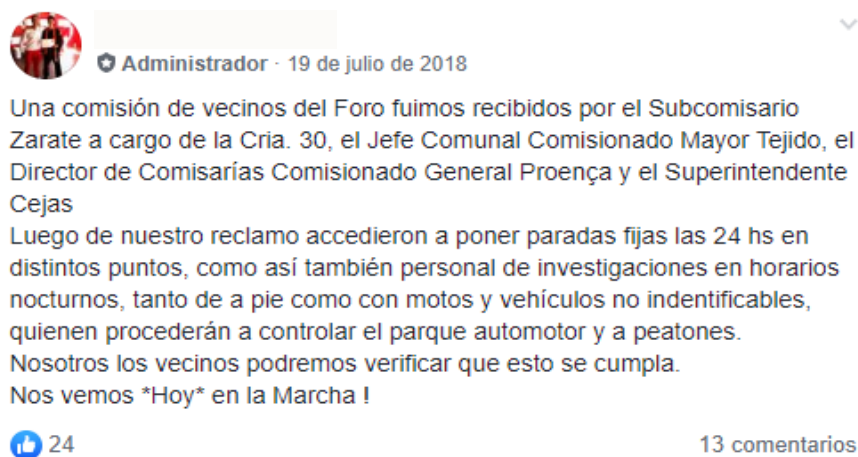 Administrador · 19 de julio de 2018
Una comisión de vecinos del Foro fuimos recibidos por el Subcomisario
Zarate a cargo de la Cria. 30, el Jefe Comunal Comisionado Mayor Tejido, el
Director de Comisarías Comisionado General Proença y el Superintendente
Cejas
Luego de nuestro reclamo accedieron a poner paradas fijas las 24 hs en
distintos puntos, como así también personal de investigaciones en horarios
nocturnos, tanto de a pie como con motos y vehículos no indentificables,
quienen procederán a controlar el parque automotor y a peatones.
Nosotros los vecinos podremos verificar que esto se cumpla.
Nos vemos *Hoy* en la Marcha !
24
13 comentarios